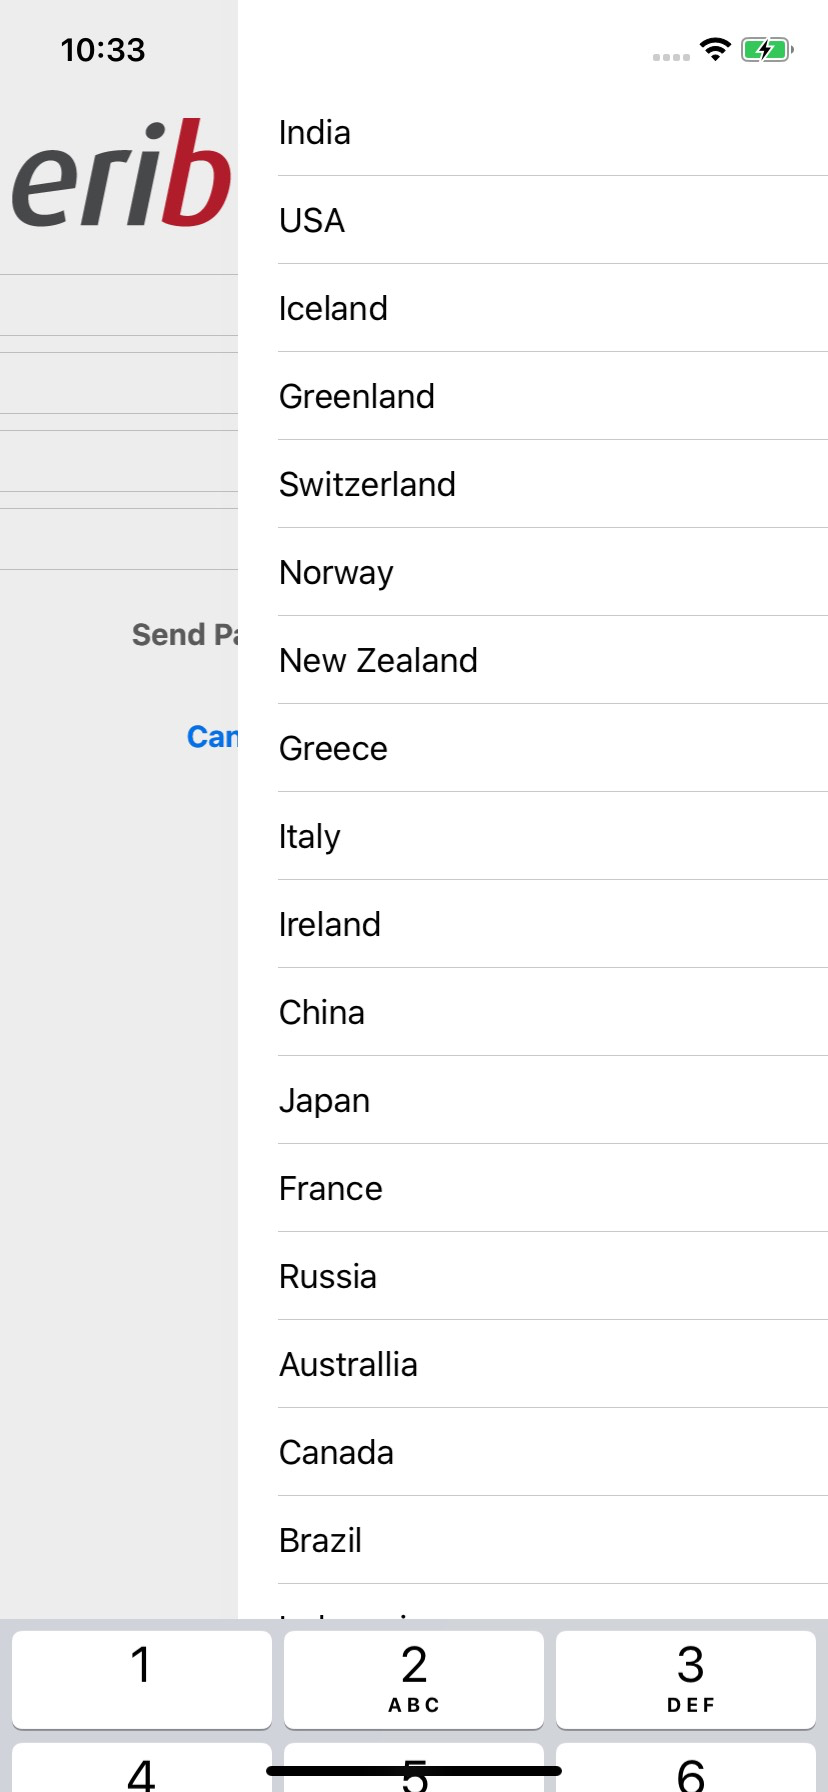 10:33
erib
India
USA
Iceland
Greenland
Switzerland
Norway
Send Pa
New Zealand
Can
Greece
Italy
Ireland
China
Japan
France
Russia
Australlia
Canada
Brazil
1
2
ABC
3
DEF
4
5
6